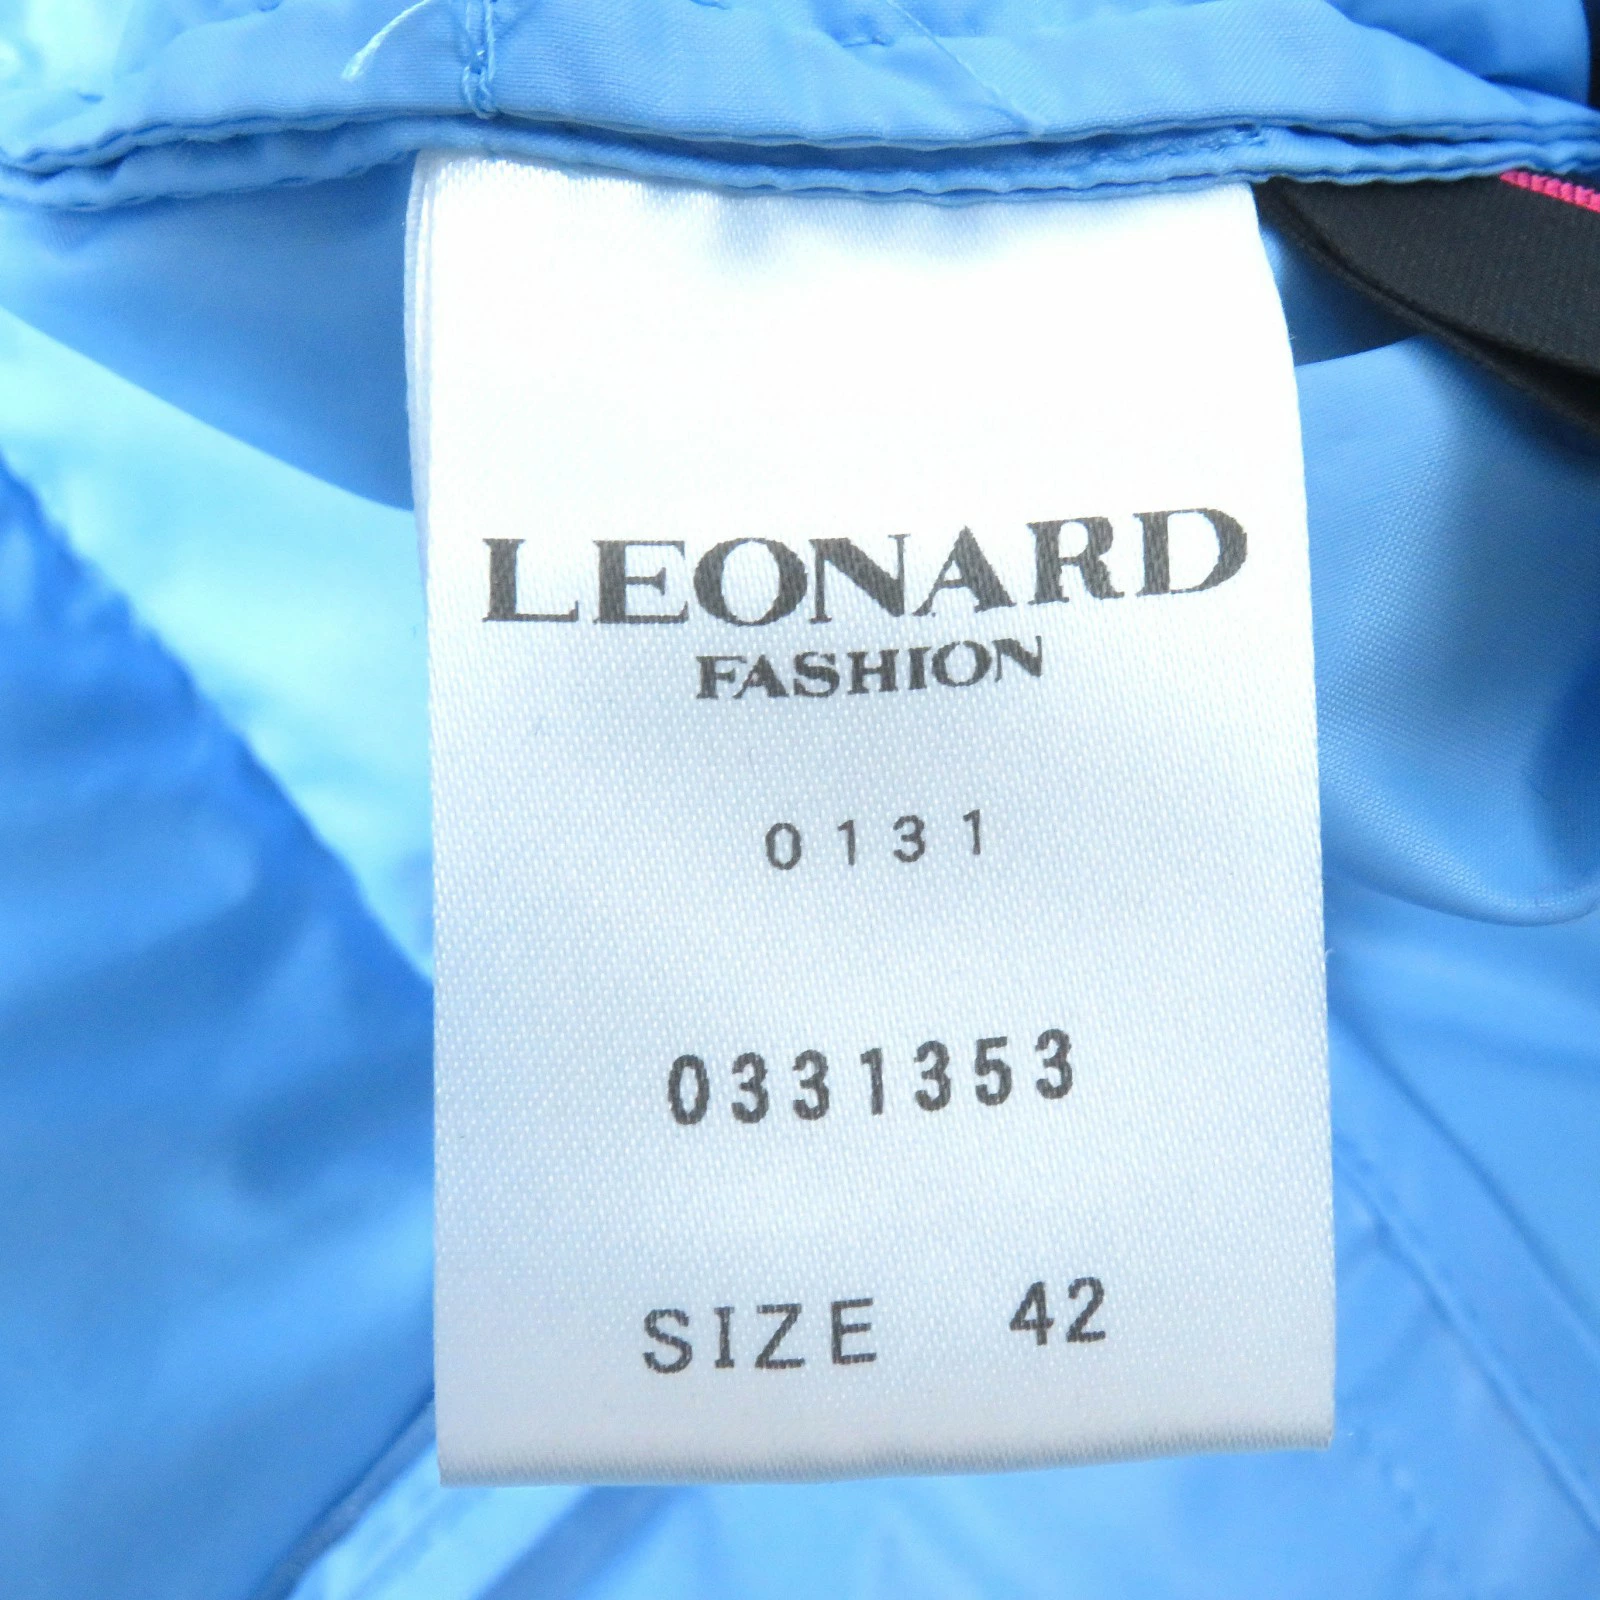 LEONARD
FASHION
0131
0331353
SIZE 42